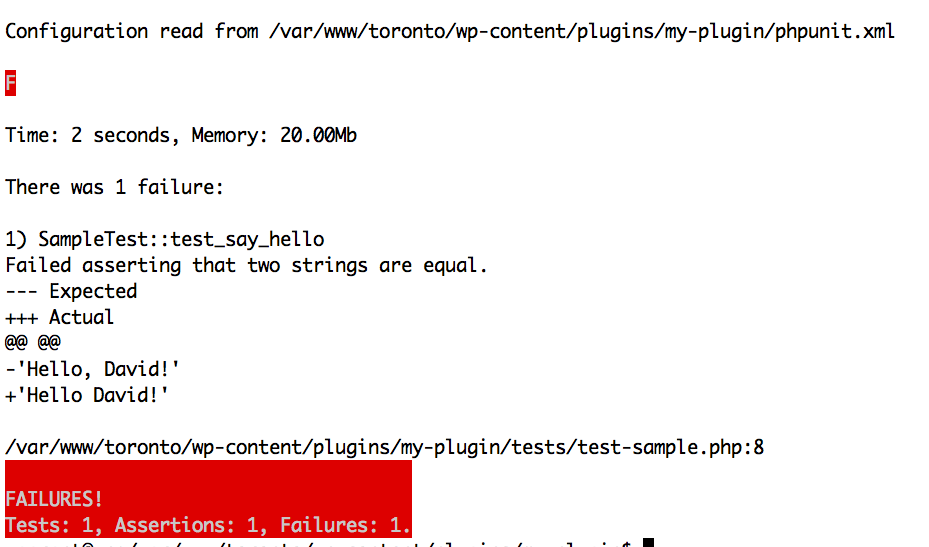 Configuration read from /var/www/toronto/wp-content/plugins/my-plugin/phpunit.xml
F
Time: 2 seconds, Memory: 20.00Mb
There was 1 failure:
1) SampleTest::test_say_hello
Failed asserting that two strings are equal.
--- Expected
+++ Actual
@@ @@
-'Hello, David!'
+'Hello David!'
/var/www/toronto/wp-content/plugins/my-plugin/tests/test-sample.php:8
FAILURES!
Tests: 1, Assertions: 1, Failures: 1.